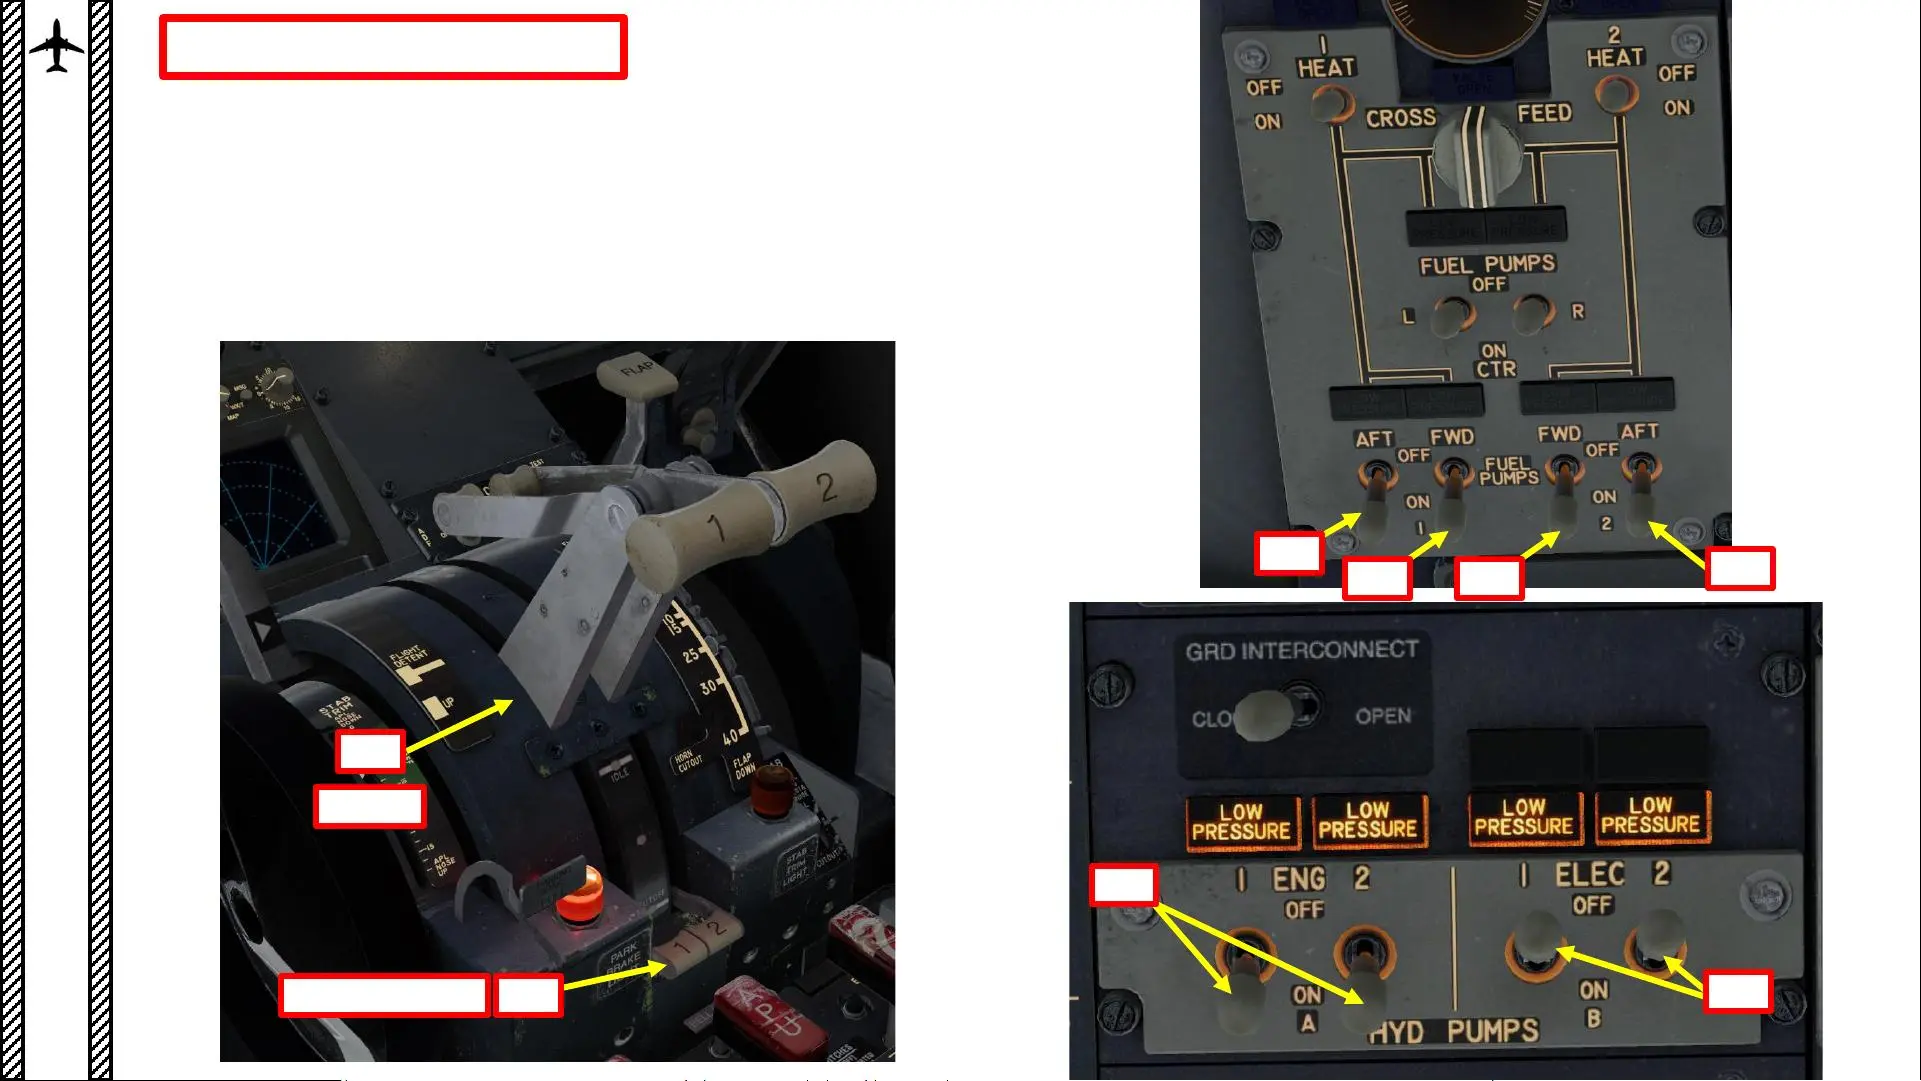 1
HEAT
OFF
ON
CROSS
FEED
2
HEAT
OFF
ON
FUEL PUMPS
OFF
L
R
ON
CTR
AFT
FWD
OFF
FUEL
PUMPS
ON
1
FWD
AFT
OFF
ON
2
FLAP
1
2
FLIGHT
DETENT
UP
STAB
TRIM
APL
NOSE
DOWN
15
25
30
40
FLAP
DOWN
HORN
CUTOUT
IDLE
15
APL
NOSE
UP
STAB
TRIM
LIGHT
PARK
BRAKE
1
2
APU
GRD INTERCONNECT
CLO
OPEN
LOW
PRESSURE
LOW
PRESSURE
LOW
PRESSURE
LOW
PRESSURE
1 ENG 2
OFF
ON
A
1 ELEC 2
OFF
ON
B
HYD PUMPS